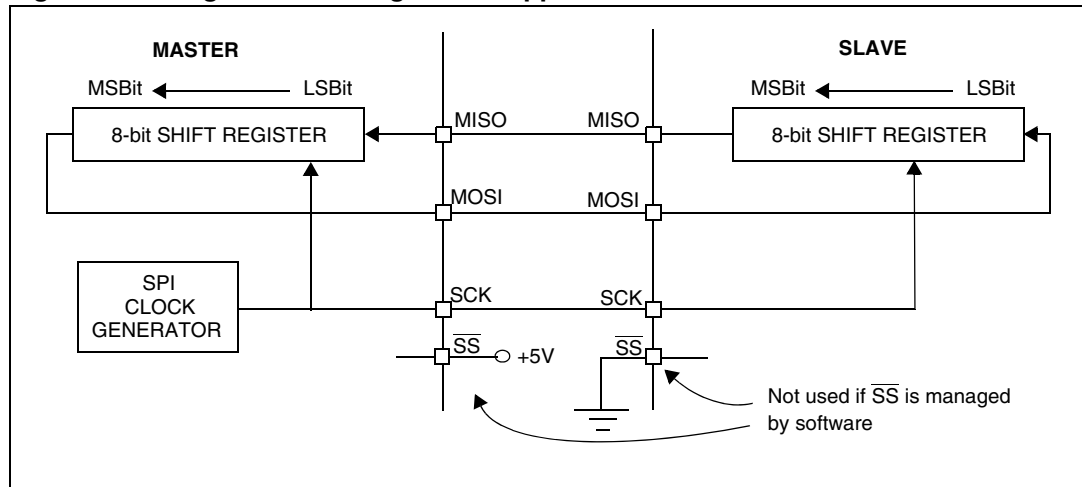 MASTER
MSBit LSBit
8-bit SHIFT REGISTER
SLAVE
MSBit LSBit
8-bit SHIFT REGISTER
MISO MISO
MOSI MOSI
SPI
CLOCK
GENERATOR
SCK SCK
SS +5V
SS
Not used if SS is managed
by software